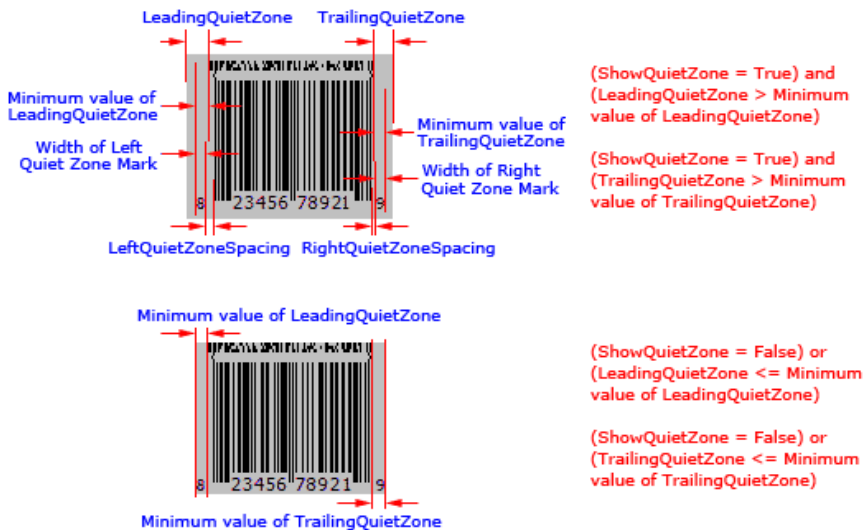 LeadingQuietZone TrailingQuietZone
(ShowQuietZone = True) and
(LeadingQuietZone > Minimum
value of LeadingQuietZone)
Minimum value of
LeadingQuietZone
Minimum value of
TrailingQuietZone
Width of Left
Quiet Zone Mark
(ShowQuietZone = True) and
(TrailingQuietZone > Minimum
value of TrailingQuietZone)
Width of Right
Quiet Zone Mark
8 23456 78921 9
LeftQuietZoneSpacing RightQuietZoneSpacing
Minimum value of LeadingQuietZone
(ShowQuietZone = False) or
(LeadingQuietZone <= Minimum
value of LeadingQuietZone)
(ShowQuietZone = False) or
(TrailingQuietZone <= Minimum
value of TrailingQuietZone)
8 23456 78921 9
Minimum value of TrailingQuietZone